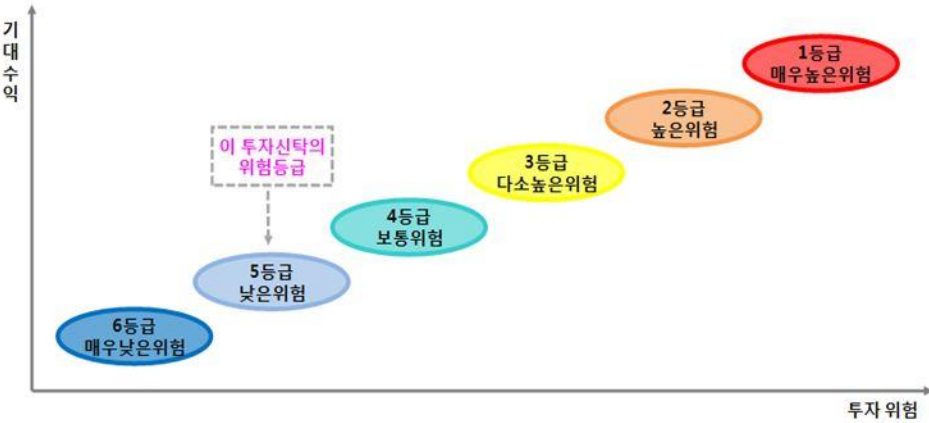 기대수익
1등급
매우높은위험
2등급
높은위험
이 투자신탁의
위험등급
3등급
다소높은위험
4등급
보통위험
5등급
낮은위험
6등급
매우낮은위험
투자 위험